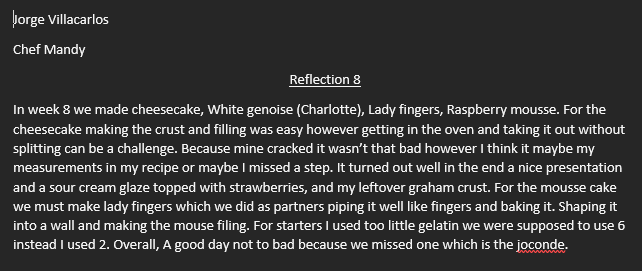 Jorge Villacarlos
Chef Mandy
Reflection 8
In week 8 we made cheesecake, White genoise (Charlotte), Lady fingers, Raspberry mousse. For the
cheesecake making the crust and filling was easy however getting in the oven and taking it out without
splitting can be a challenge. Because mine cracked it wasn’t that bad however I think it maybe my
measurements in my recipe or maybe I missed a step. It turned out well in the end a nice presentation
and a sour cream glaze topped with strawberries, and my leftover graham crust. For the mousse cake
we must make lady fingers which we did as partners piping it well like fingers and baking it. Shaping it
into a wall and making the mouse filing. For starters I used too little gelatin we were supposed to use 6
instead I used 2. Overall, A good day not to bad because we missed one which is the joconde.